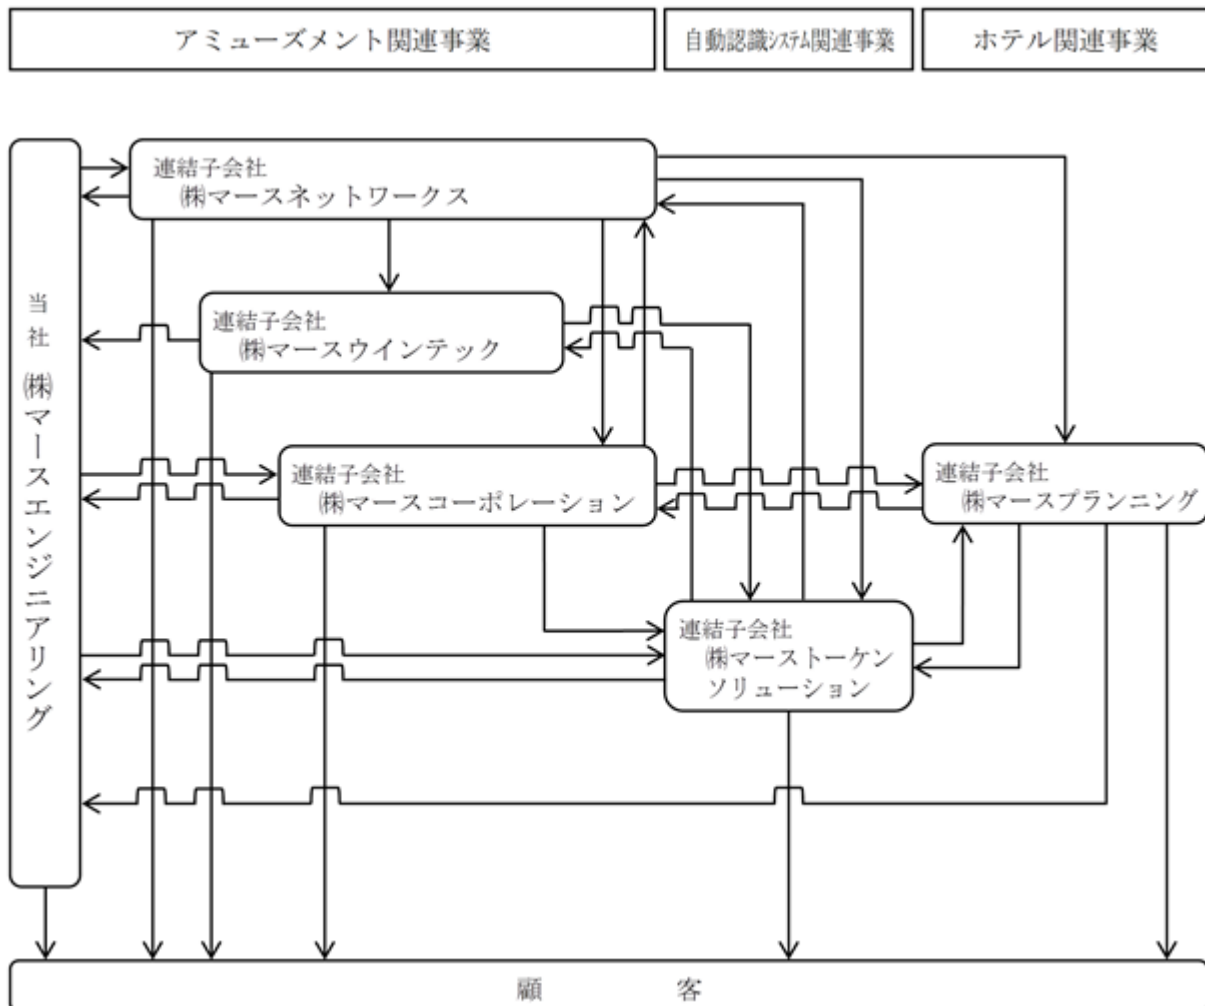 アミューズメント関連事業
自動認識システム関連事業
ホテル関連事業
連結子会社
㈱マースネットワークス
連結子会社
㈱マースウインテック
当社 ㈱マースエンジニアリング
連結子会社
㈱マースコーポレーション
連結子会社
㈱マースプランニング
連結子会社
㈱マーストーケン
ソリューション
顧客